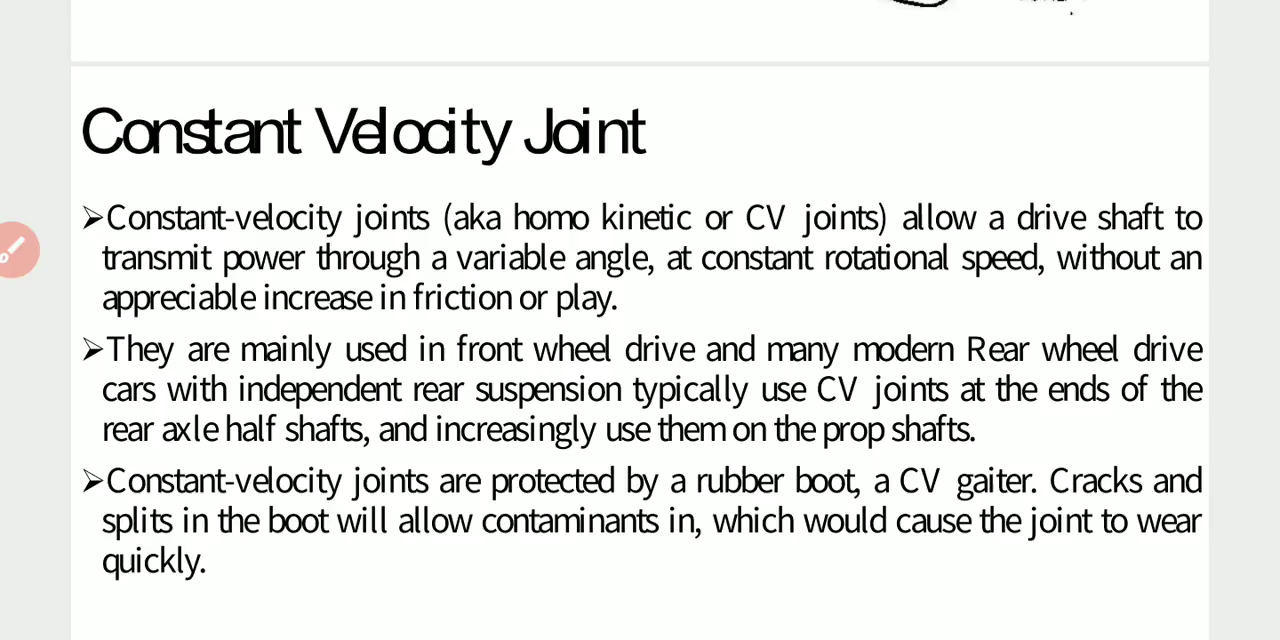 Constant Velocity Joint
➢Constant-velocity joints (aka homo kinetic or CV joints) allow a drive shaft to
transmit power through a variable angle, at constant rotational speed, without an
appreciable increase in friction or play.
➢They are mainly used in front wheel drive and many modern Rear wheel drive
cars with independent rear suspension typically use CV joints at the ends of the
rear axle half shafts, and increasingly use them on the prop shafts.
➢Constant-velocity joints are protected by a rubber boot, a CV gaiter. Cracks and
splits in the boot will allow contaminants in, which would cause the joint to wear
quickly.